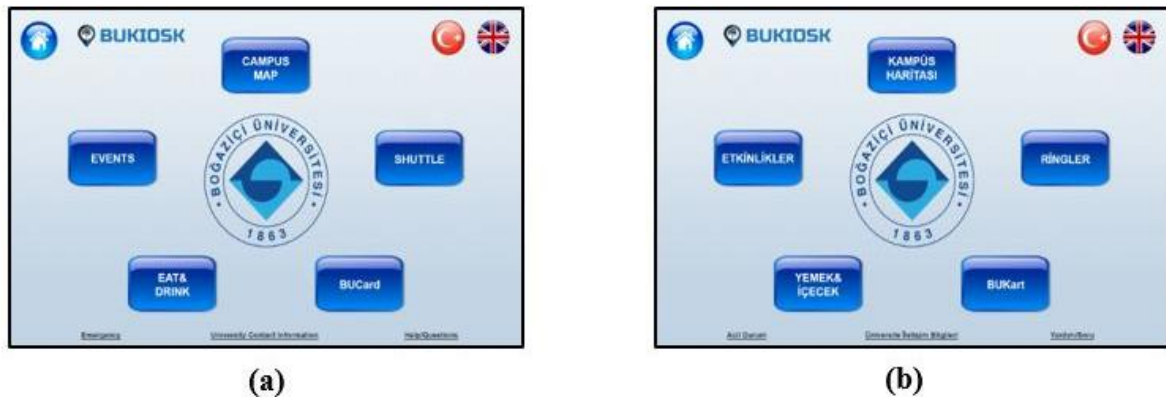 BUKIOSK
CAMPUS
MAP
EVENTS
SHUTTLE
BOĞAZİÇİ ÜNİVERSİTESİ
1863
EAT&
DRINK
BUCard
Emergency
University Contact Information
Help/Questions
(a)
BUKIOSK
KAMPÜS
HARİTASI
ETKİNLİKLER
RİNGLER
BOĞAZİÇİ ÜNİVERSİTESİ
1863
YEMEK&
İÇECEK
BUKart
Acil Durum
Üniversite İletişim Bilgileri
Yardım/Soru
(b)